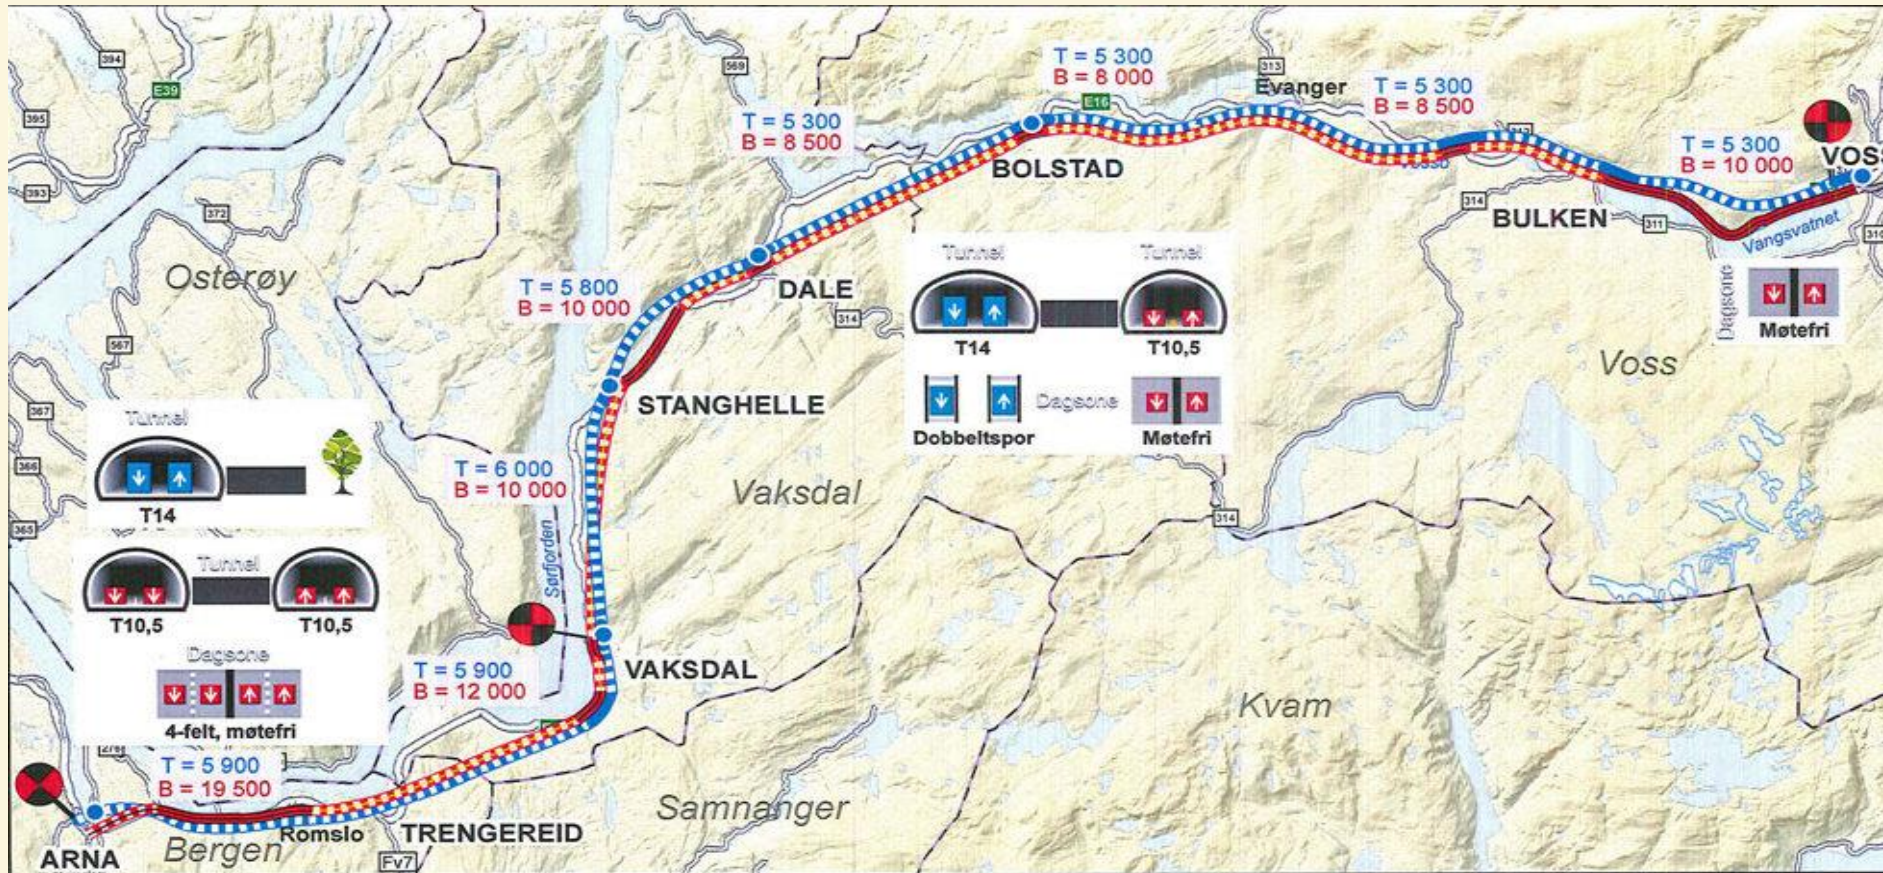 394
E39
395
393
372
567
367
366
365
276
569
T = 5 300
B = 8 500
T = 5 300
B = 8 000
E16
313
Evanger
T = 5 300
B = 8 500
T = 5 300
B = 10 000
VOSS
BOLSTAD
314
BULKEN
311
Vangsvatnet
310
Osterøy
T = 5 800
B = 10 000
DALE
314
Tunnel
Tunnel
T14
T10,5
Dagsone
Dobbeltspor
Møtefri
Dagsone
Møtefri
Voss
STANGHELLE
Tunnel
T14
T = 6 000
B = 10 000
Vaksdal
314
Sørfjorden
Tunnel
T10,5
T10,5
Dagsone
4-felt, møtefri
T = 5 900
B = 12 000
VAKSDAL
Kvam
T = 5 900
B = 19 500
Samnanger
Romslo
TRENGEREID
Bergen
Fv7
ARNA